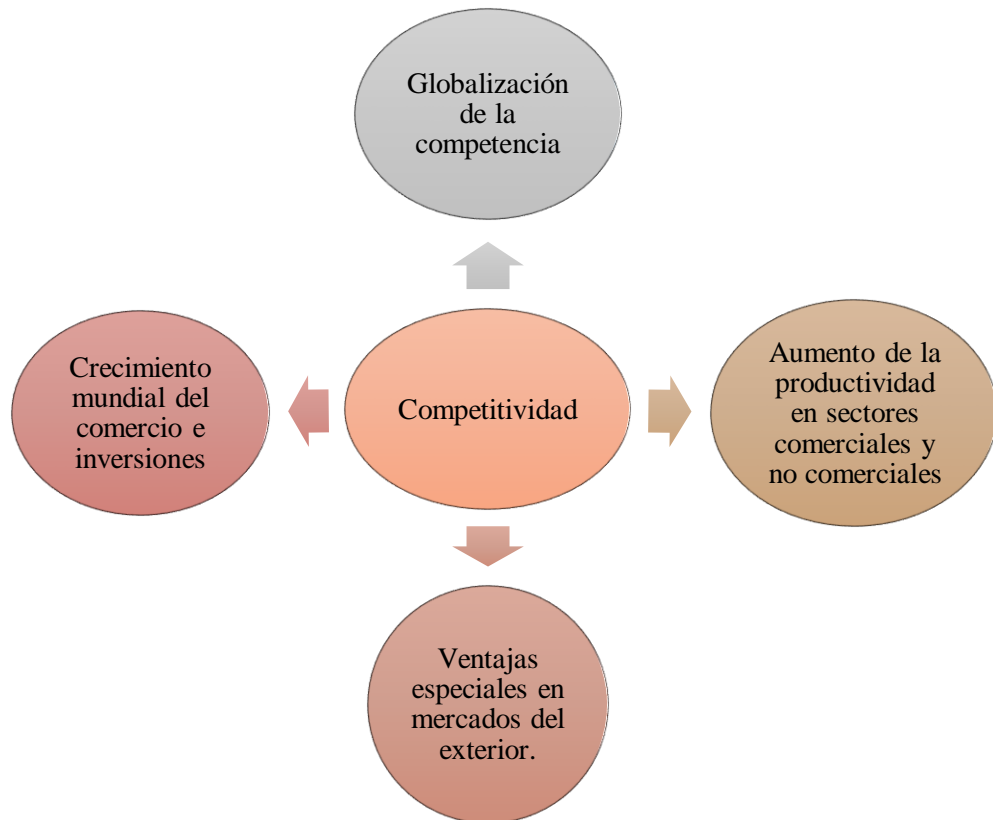 Globalización
de la
competencia
Crecimiento
mundial del
comercio e
inversiones
Competitividad
Aumento de la
productividad
en sectores
comerciales y
no comerciales
Ventajas
especiales en
mercados del
exterior.